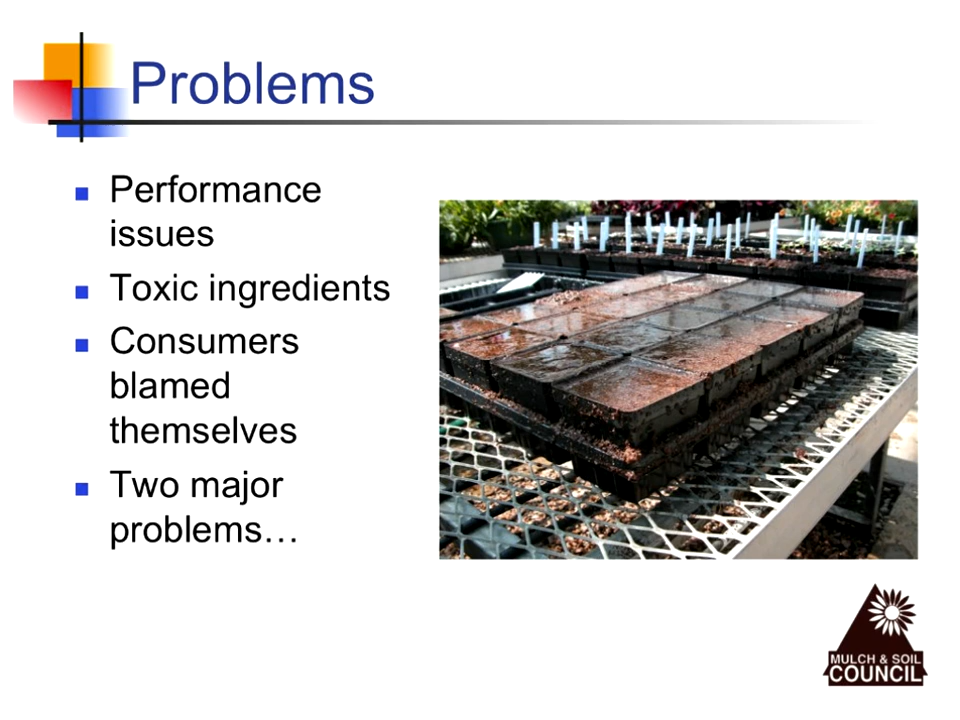 Problems
Performance
issues
Toxic ingredients
Consumers
blamed
themselves
Two major
problems…
MULCH & SOIL
COUNCIL